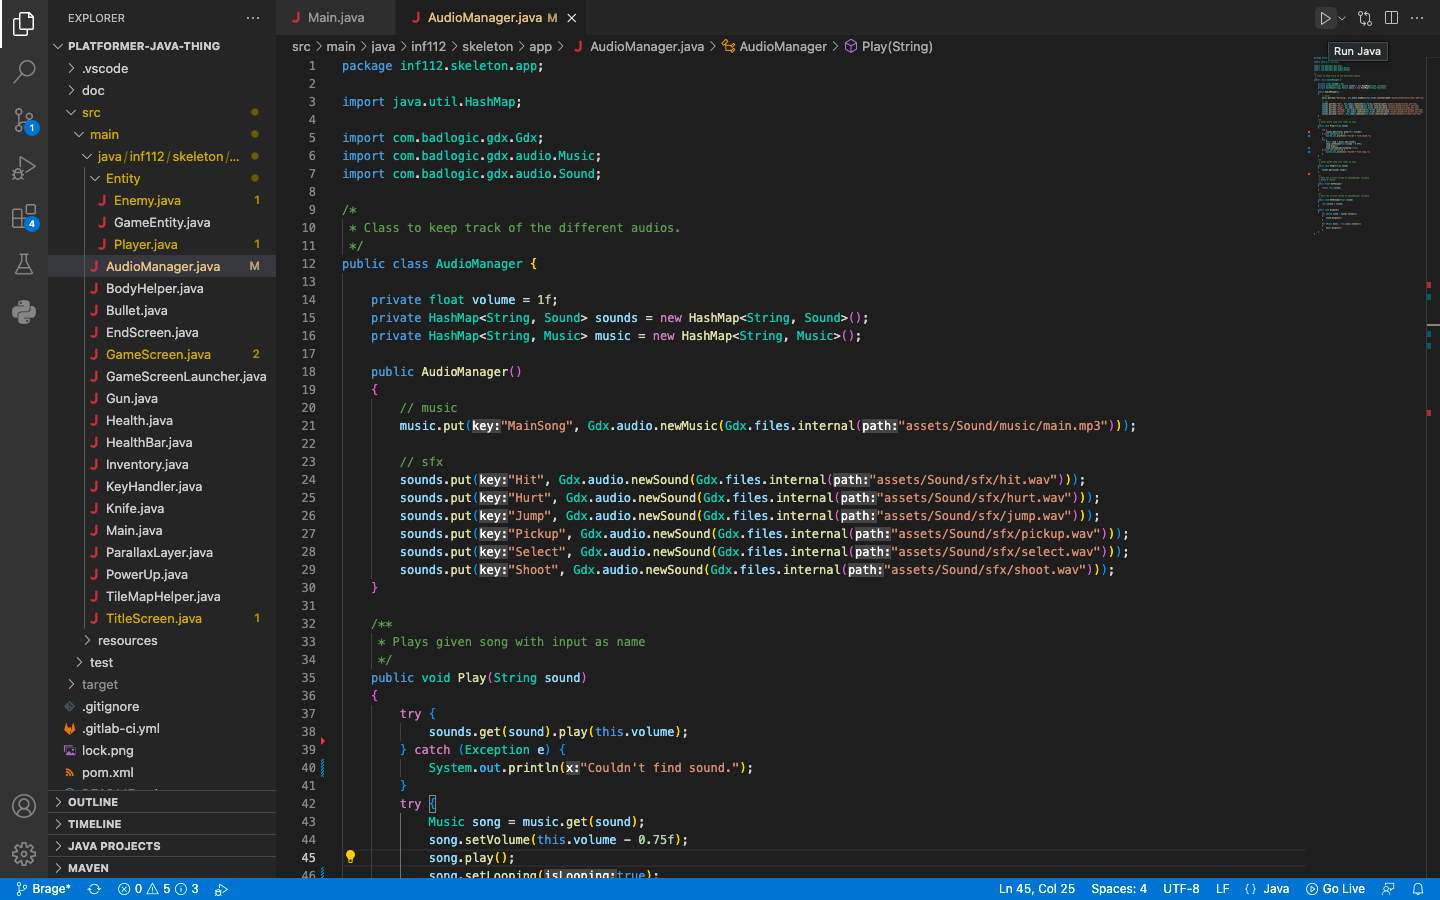 EXPLORER
PLATFORMER-JAVA-THING
.vscode
doc
src
main
java/inf112/skeleton/...
Entity
Enemy.java 1
GameEntity.java
Player.java 1
AudioManager.java M
BodyHelper.java
Bullet.java
EndScreen.java
GameScreen.java 2
GameScreenLauncher.java
Gun.java
Health.java
HealthBar.java
Inventory.java
KeyHandler.java
Knife.java
Main.java
ParallaxLayer.java
PowerUp.java
TileMapHelper.java
TitleScreen.java 1
resources
test
target
.gitignore
.gitlab-ci.yml
lock.png
pom.xml
OUTLINE
TIMELINE
JAVA PROJECTS
MAVEN
1
4
Main.java
AudioManager.java M
src > main > java > inf112 > skeleton > app > AudioManager.java > AudioManager > Play(String)
Run Java
1 package inf112.skeleton.app;
2
3 import java.util.HashMap;
4
5 import com.badlogic.gdx.Gdx;
6 import com.badlogic.gdx.audio.Music;
7 import com.badlogic.gdx.audio.Sound;
8
9 /*
10 * Class to keep track of the different audios.
11 */
12 public class AudioManager {
13
14 private float volume = 1f;
15 private HashMap<String, Sound> sounds = new HashMap<String, Sound>();
16 private HashMap<String, Music> music = new HashMap<String, Music>();
17
18 public AudioManager()
19 {
20 // music
21 music.put(key:"MainSong", Gdx.audio.newMusic(Gdx.files.internal(path:"assets/Sound/music/main.mp3")));
22
23 // sfx
24 sounds.put(key:"Hit", Gdx.audio.newSound(Gdx.files.internal(path:"assets/Sound/sfx/hit.wav")));
25 sounds.put(key:"Hurt", Gdx.audio.newSound(Gdx.files.internal(path:"assets/Sound/sfx/hurt.wav")));
26 sounds.put(key:"Jump", Gdx.audio.newSound(Gdx.files.internal(path:"assets/Sound/sfx/jump.wav")));
27 sounds.put(key:"Pickup", Gdx.audio.newSound(Gdx.files.internal(path:"assets/Sound/sfx/pickup.wav")));
28 sounds.put(key:"Select", Gdx.audio.newSound(Gdx.files.internal(path:"assets/Sound/sfx/select.wav")));
29 sounds.put(key:"Shoot", Gdx.audio.newSound(Gdx.files.internal(path:"assets/Sound/sfx/shoot.wav")));
30 }
31
32 /**
33 * Plays given song with input as name
34 */
35 public void Play(String sound)
36 {
37 try {
38 sounds.get(sound).play(this.volume);
39 } catch (Exception e) {
40 System.out.println(x:"Couldn't find sound.");
41 }
42 try {
43 Music song = music.get(sound);
44 song.setVolume(this.volume - 0.75f);
45 song.play();
46 song.setLooping(isLooping:true);
Brage* 0 5 3
Ln 45, Col 25 Spaces: 4 UTF-8 LF {} Java Go Live